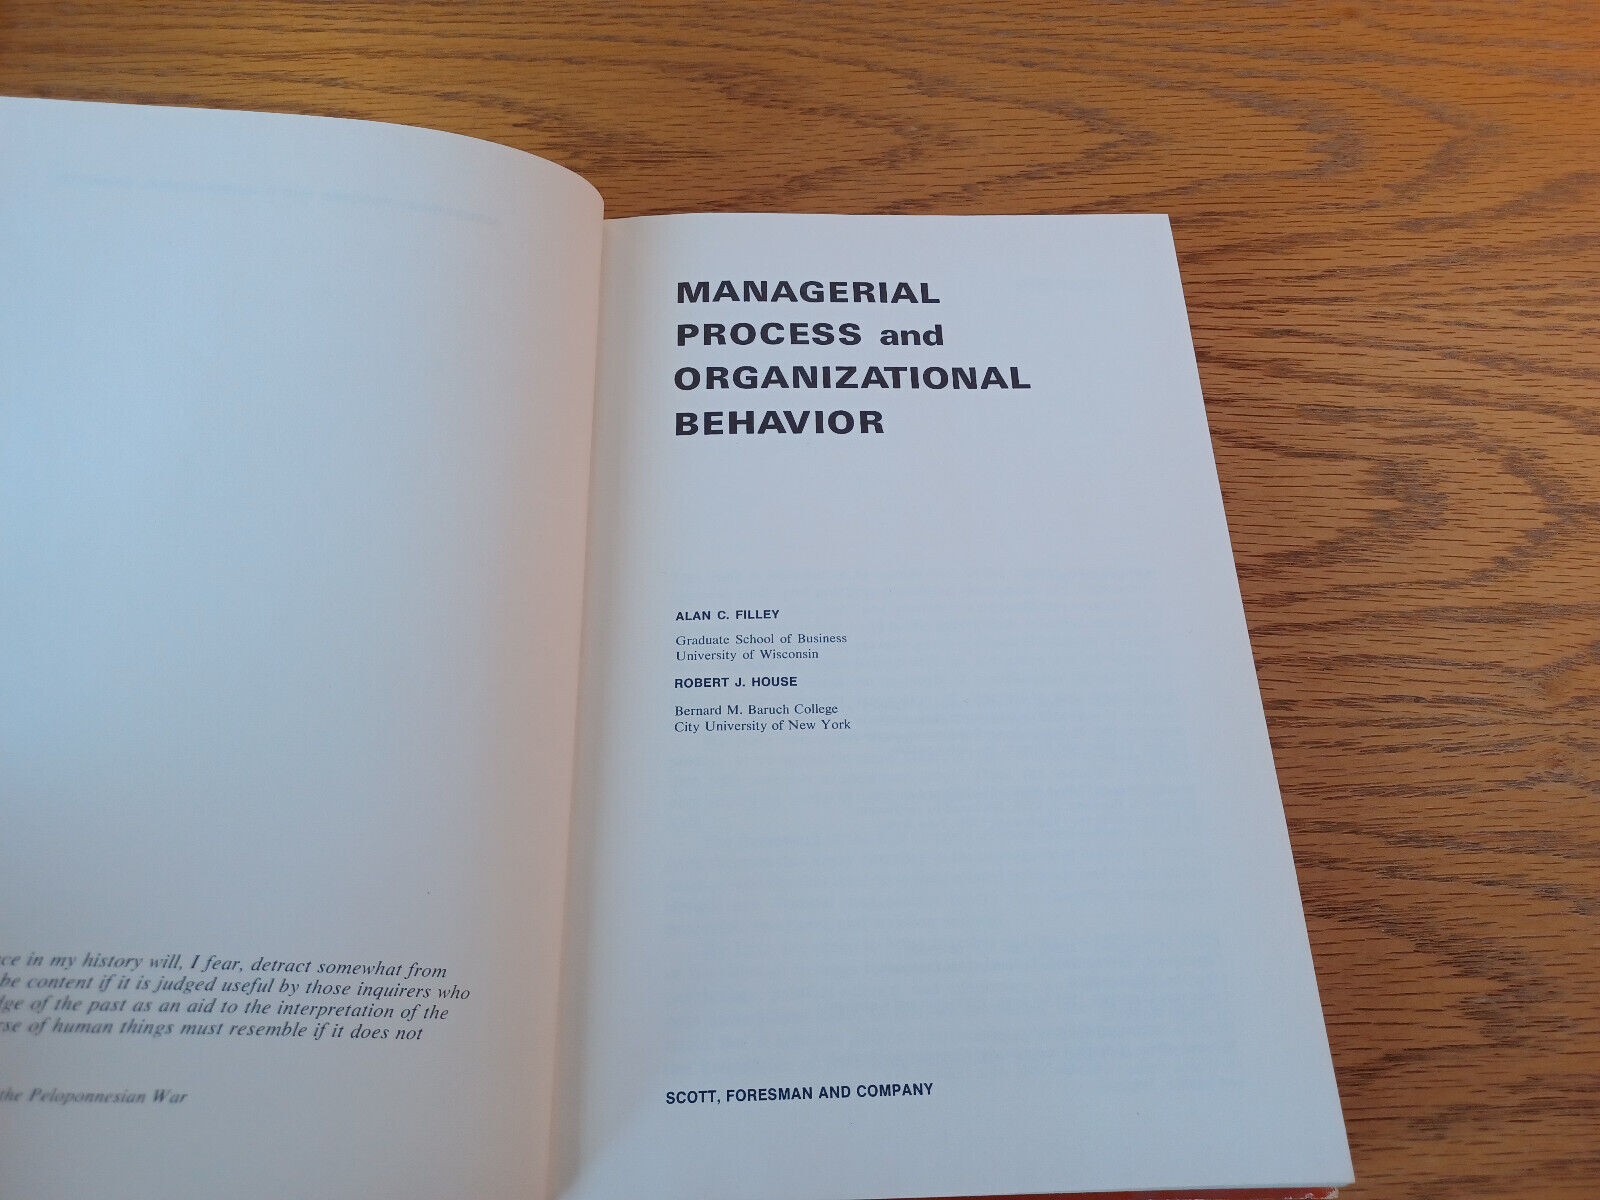 ce in my history will, I fear, detract somewhat from
be content if it is judged useful by those inquirers who
dge of the past as an aid to the interpretation of the
rse of human things must resemble if it does not
the Peloponnesian War
MANAGERIAL
PROCESS and
ORGANIZATIONAL
BEHAVIOR
ALAN C. FILLEY
Graduate School of Business
University of Wisconsin
ROBERT J. HOUSE
Bernard M. Baruch College
City University of New York
SCOTT, FORESMAN AND COMPANY